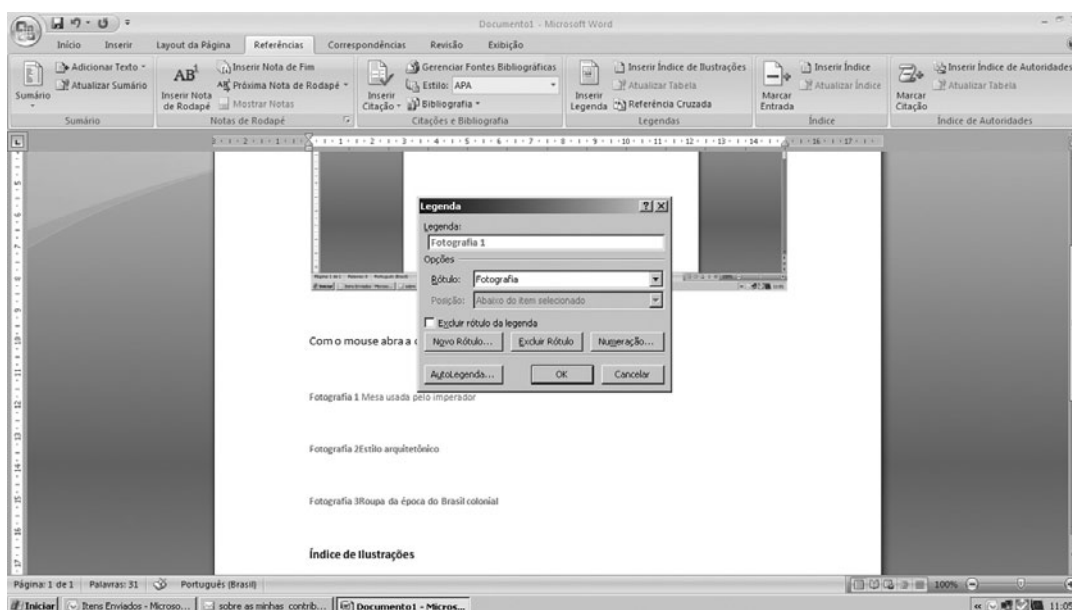 Documento1 - Microsoft Word
Início Inserir Layout da Página Referências Correspondências Revisão Exibição
Sumário
Adicionar Texto
Atualizar Sumário
Sumário
AB¹
Inserir Nota de Rodapé
Inserir Nota de Fim
Próxima Nota de Rodapé
Mostrar Notas
Notas de Rodapé
Inserir Citação
Gerenciar Fontes Bibliográficas
Estilo: APA
Bibliografia
Citações e Bibliografia
Inserir Legenda
Inserir Índice de Ilustrações
Atualizar Tabela
Referência Cruzada
Legendas
Marcar Entrada
Inserir Índice
Atualizar Índice
Índice
Marcar Citação
Inserir Índice de Autoridades
Atualizar Tabela
Índice de Autoridades
Legenda
Legenda:
Fotografia 1
Opções
Rótulo: Fotografia
Posição: Abaixo do item selecionado
Excluir rótulo da legenda
Novo Rótulo... Excluir Rótulo Numeração...
AutoLegenda... OK Cancelar
Com o mouse abra a
Fotografia 1 Mesa usada pelo imperador
Fotografia 2Estilo arquitetônico
Fotografia 3Roupa da época do Brasil colonial
Índice de Ilustrações
Página: 1 de 1 Palavras: 31 Português (Brasil) 100%
Iniciar Itens Enviados - Microso... sobre as minhas contrib... Documento1 - Micros... 11:05